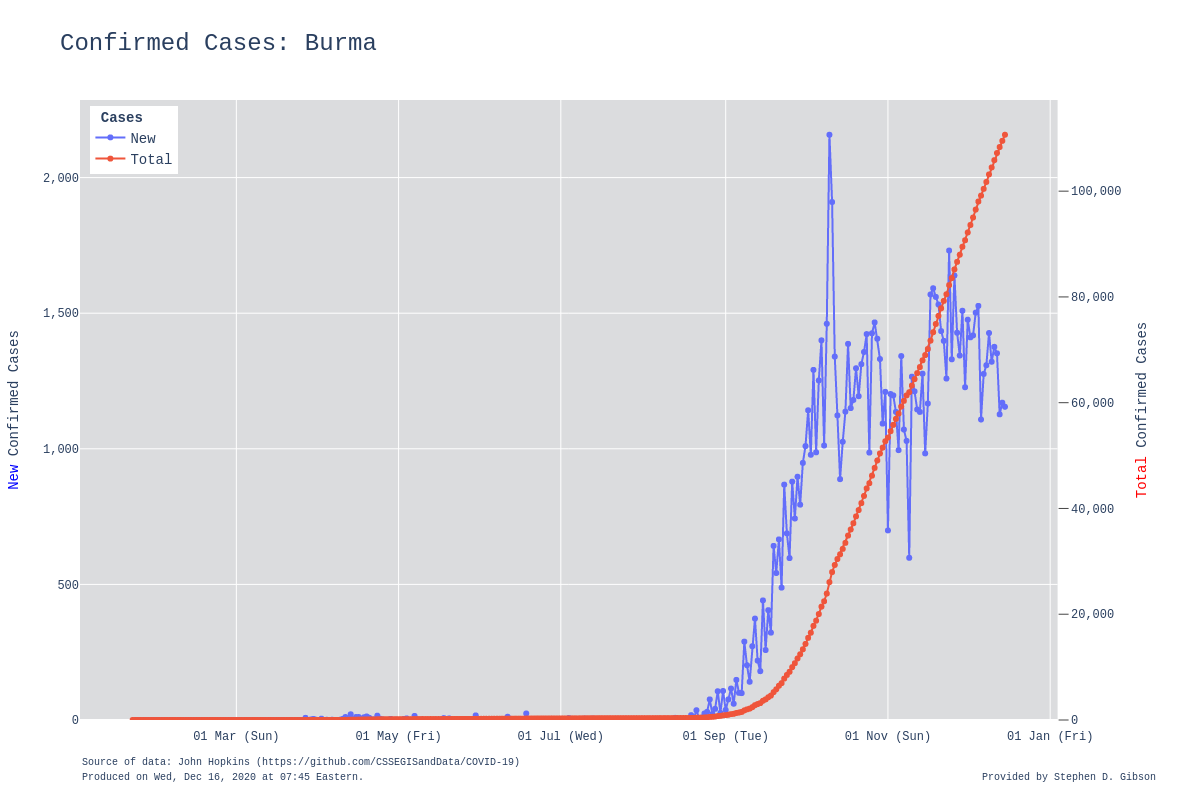 Confirmed Cases: Burma
Cases
New
Total
2,000
1,500
1,000
500
0
100,000
80,000
60,000
40,000
20,000
0
New Confirmed Cases
Total Confirmed Cases
01 Mar (Sun)
01 May (Fri)
01 Jul (Wed)
01 Sep (Tue)
01 Nov (Sun)
01 Jan (Fri)
Source of data: John Hopkins (https://github.com/CSSEGISandData/COVID-19)
Produced on Wed, Dec 16, 2020 at 07:45 Eastern.
Provided by Stephen D. Gibson